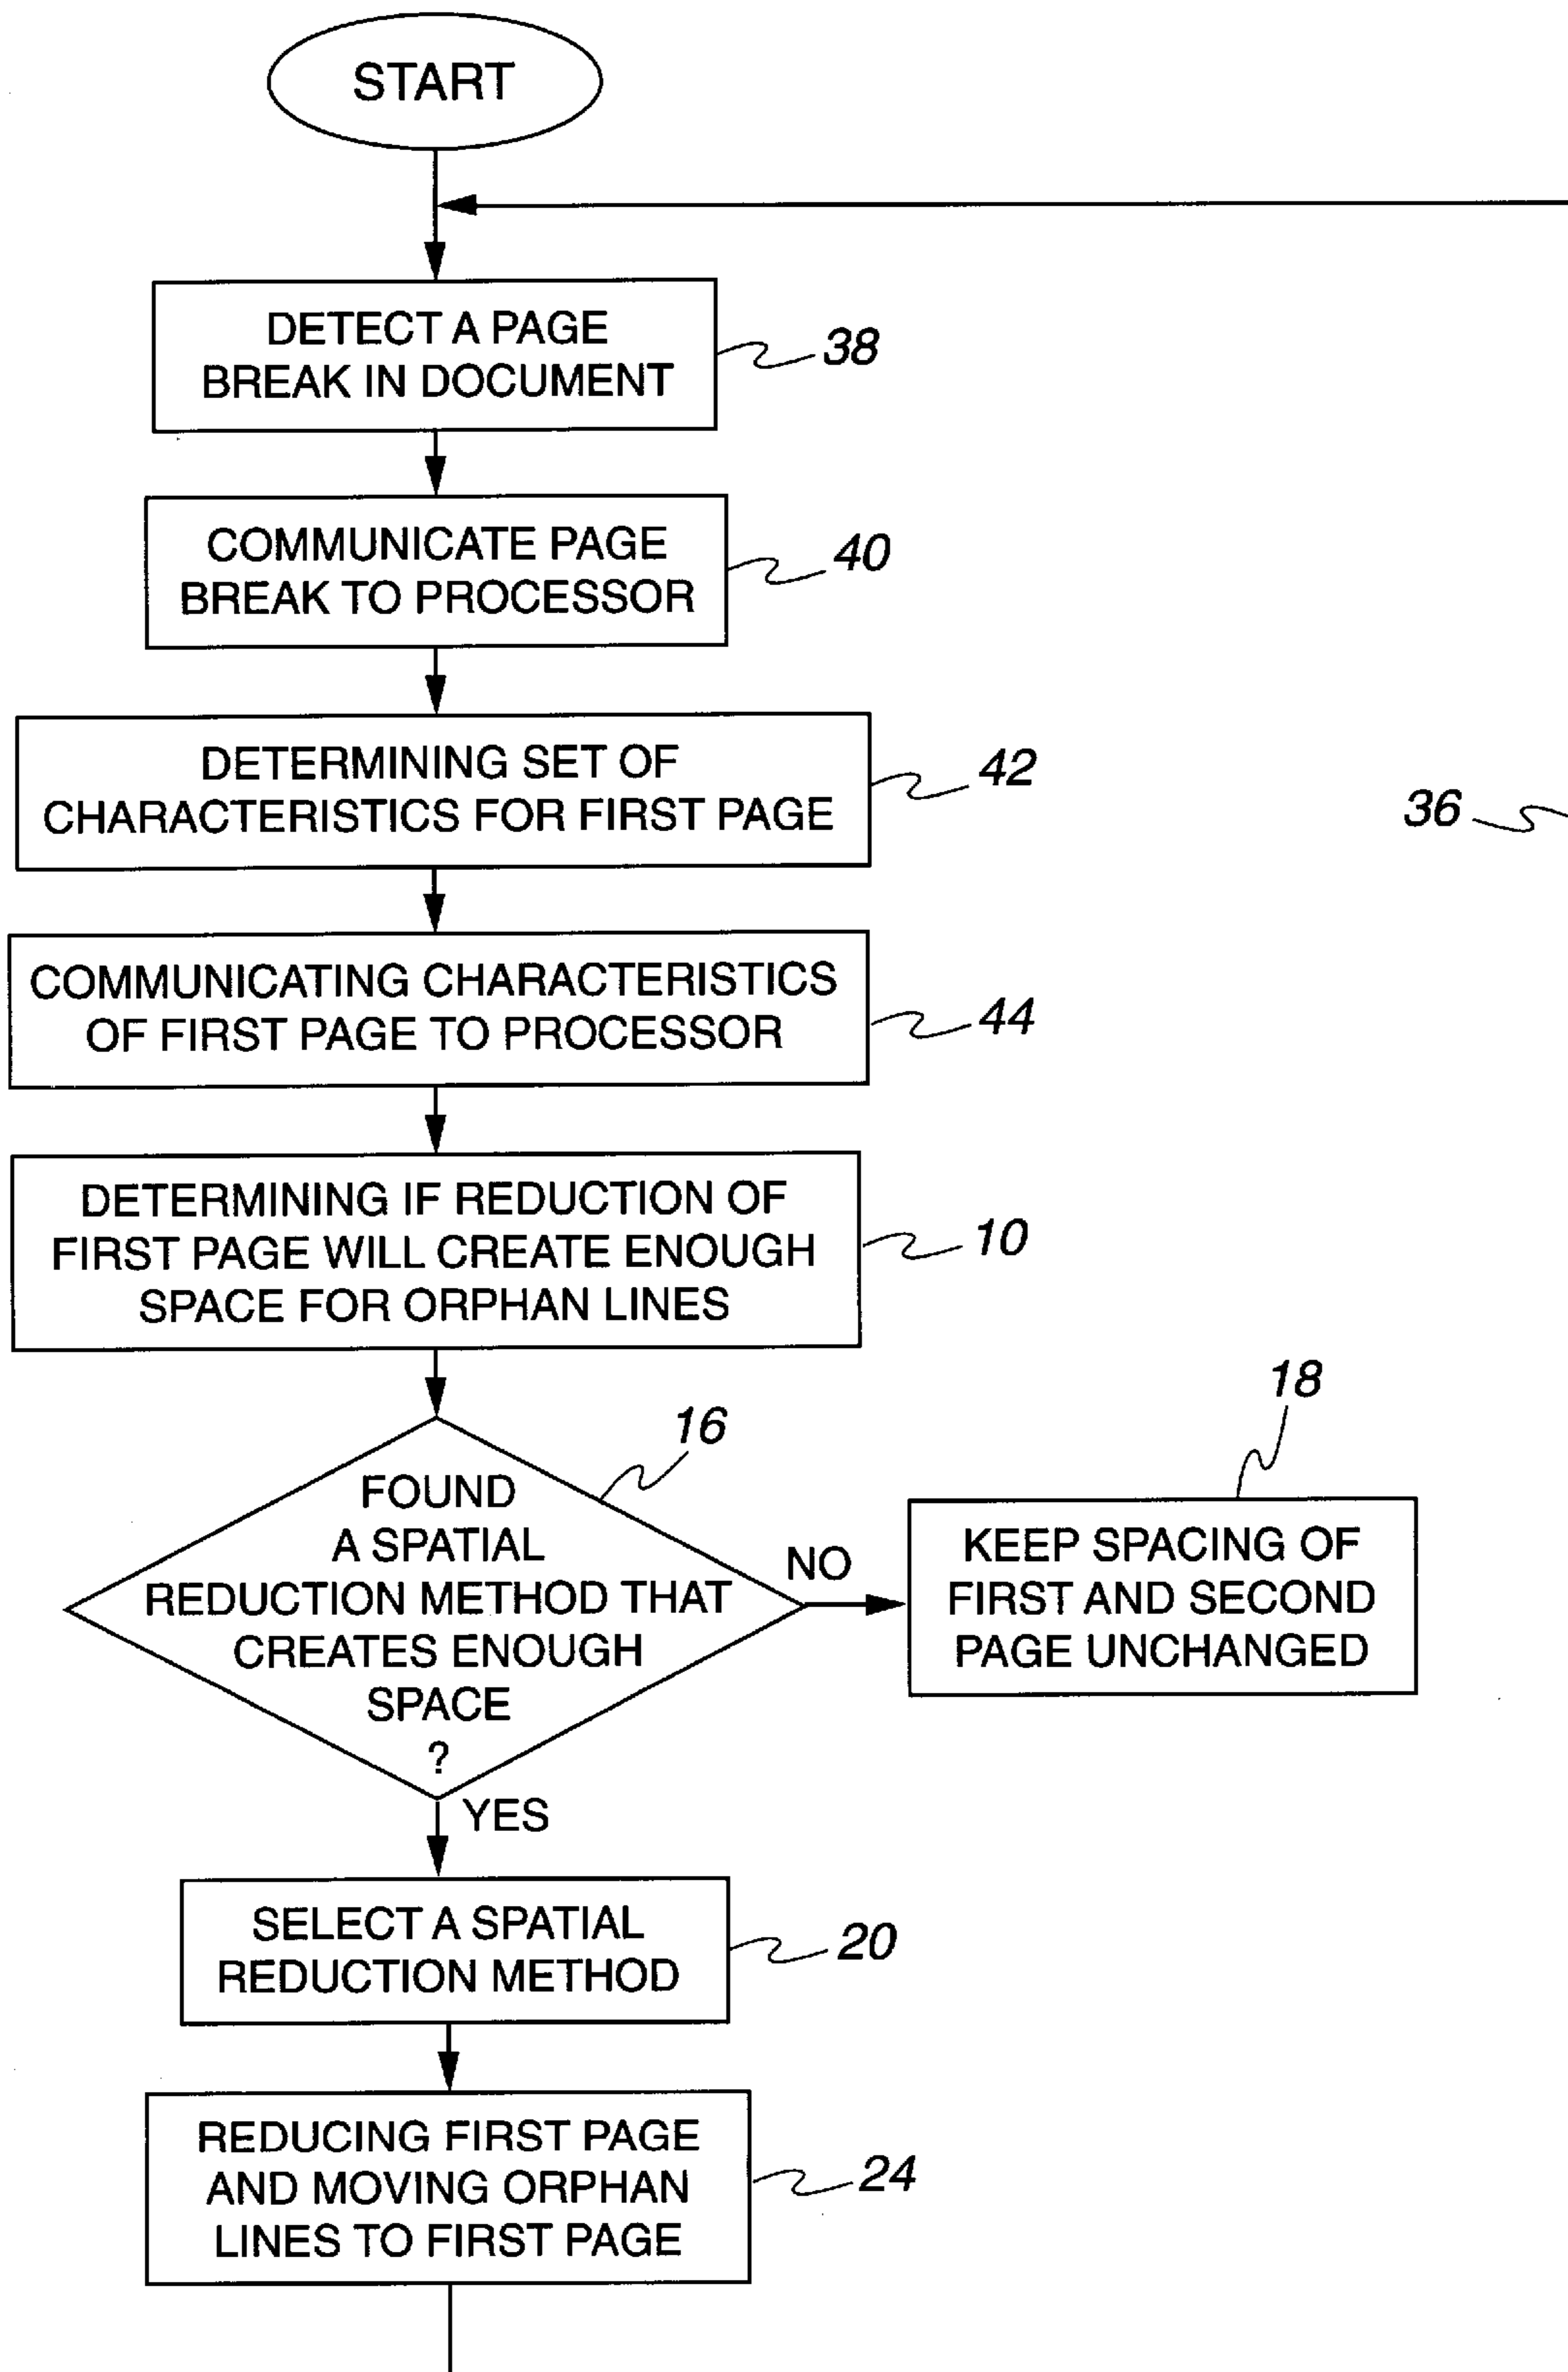 START
DETECT A PAGE
BREAK IN DOCUMENT
38
COMMUNICATE PAGE
BREAK TO PROCESSOR
40
DETERMINING SET OF
CHARACTERISTICS FOR FIRST PAGE
42
36
COMMUNICATING CHARACTERISTICS
OF FIRST PAGE TO PROCESSOR
44
DETERMINING IF REDUCTION OF
FIRST PAGE WILL CREATE ENOUGH
SPACE FOR ORPHAN LINES
10
16
FOUND
A SPATIAL
REDUCTION METHOD THAT
CREATES ENOUGH
SPACE
?
NO
18
KEEP SPACING OF
FIRST AND SECOND
PAGE UNCHANGED
YES
SELECT A SPATIAL
REDUCTION METHOD
20
REDUCING FIRST PAGE
AND MOVING ORPHAN
LINES TO FIRST PAGE
24